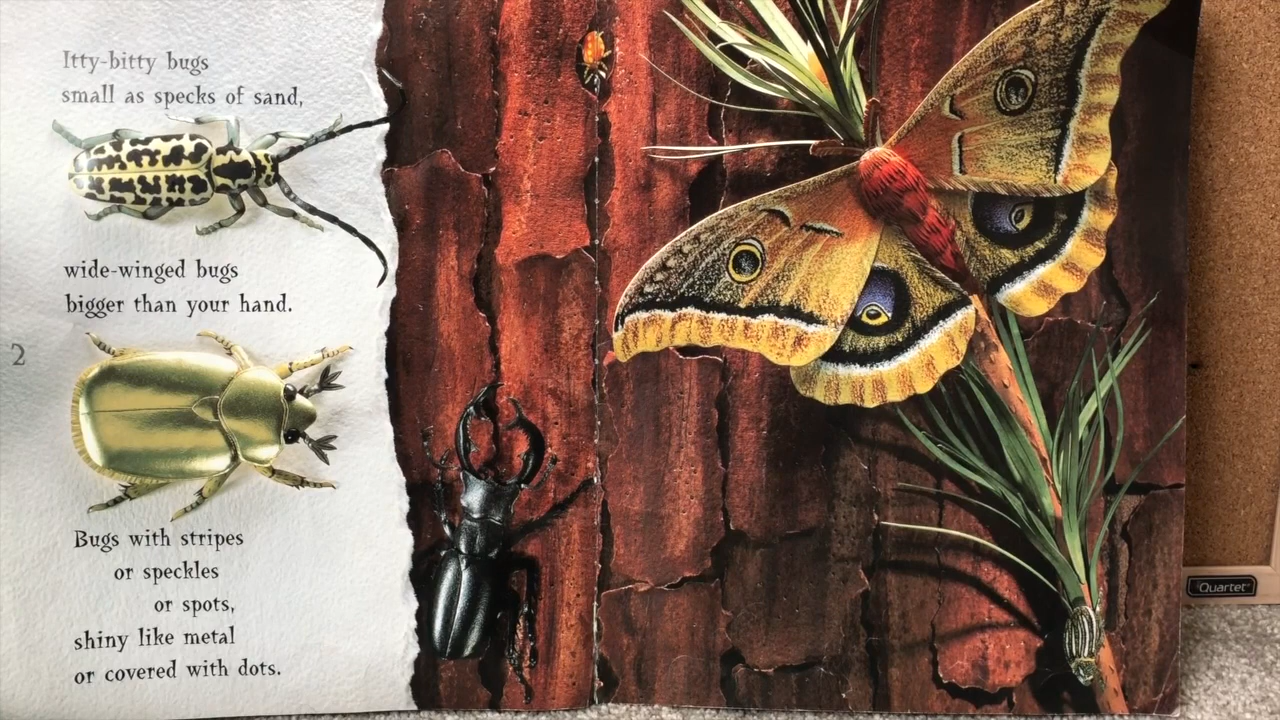 Itty-bitty bugs
small as specks of sand,
wide-winged bugs
bigger than your hand.
2
Bugs with stripes
or speckles
or spots,
shiny like metal
or covered with dots.
Quartet